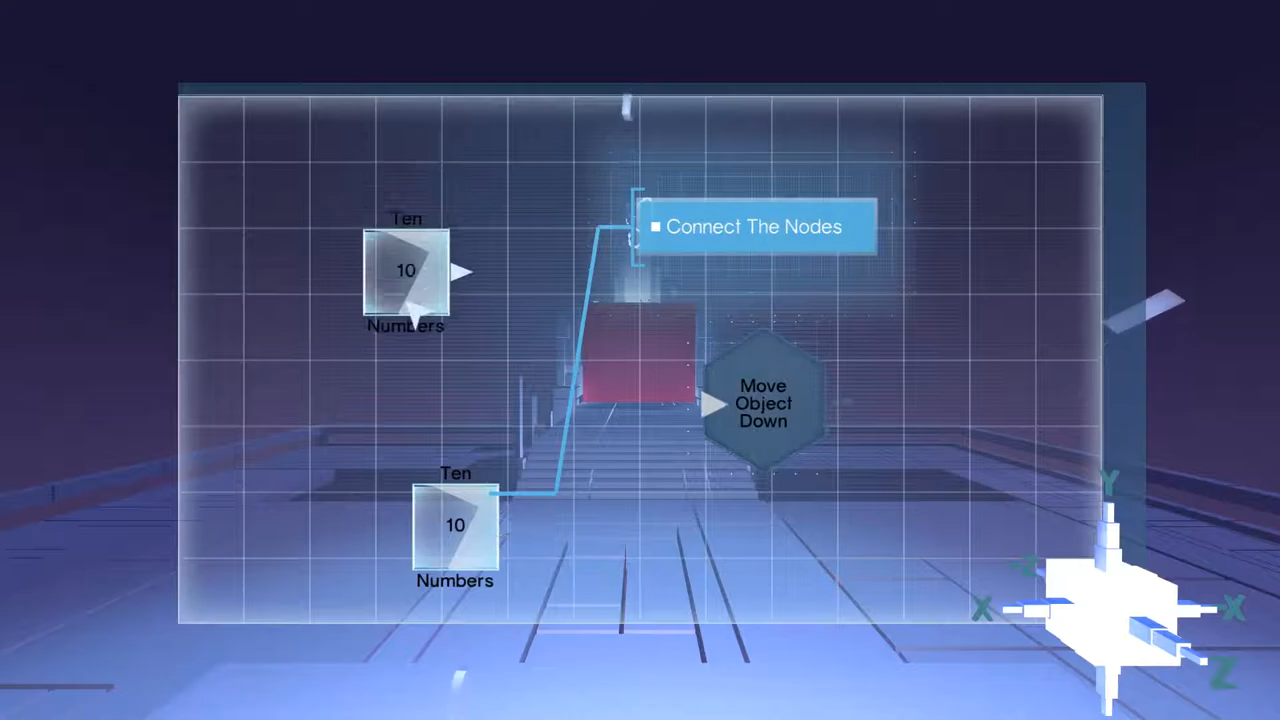 Ten
10
Numbers
Connect The Nodes
Move
Object
Down
Ten
10
Numbers
Y
-Z
X
-X
Z